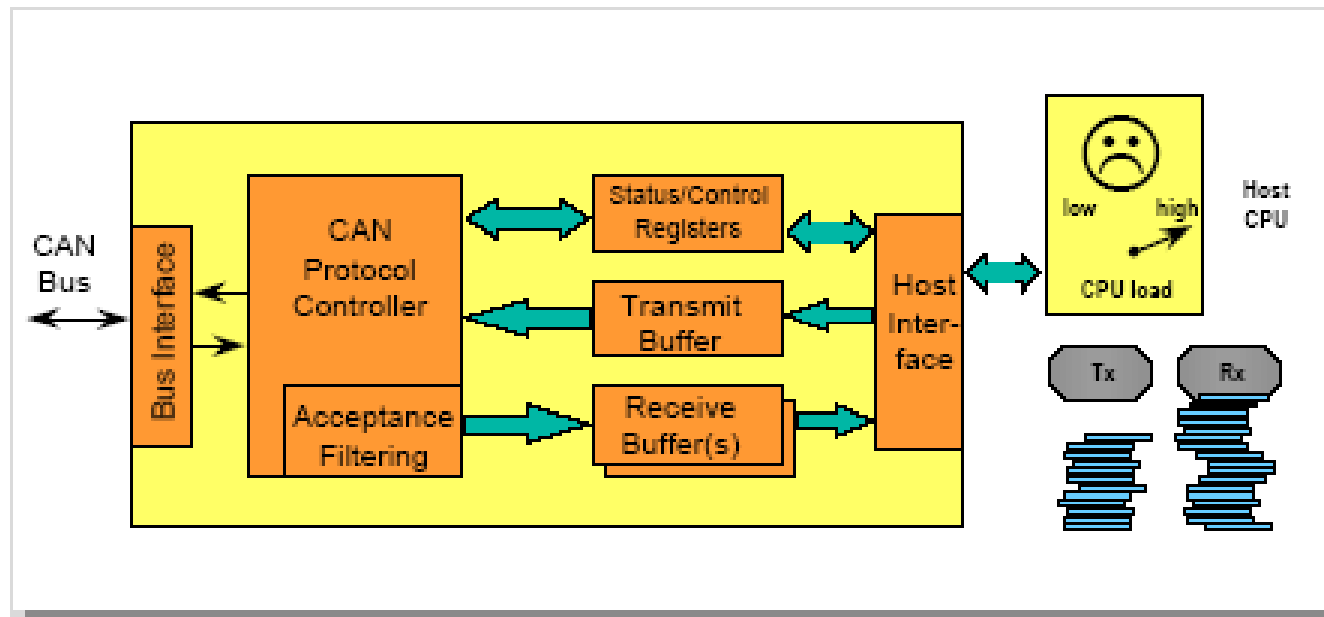 CAN
Bus
Bus Interface
CAN
Protocol
Controller
Acceptance
Filtering
Status/Control
Registers
Transmit
Buffer
Receive
Buffer(s)
Host
Inter-
face
low high
CPU load
Host
CPU
Tx
Rx